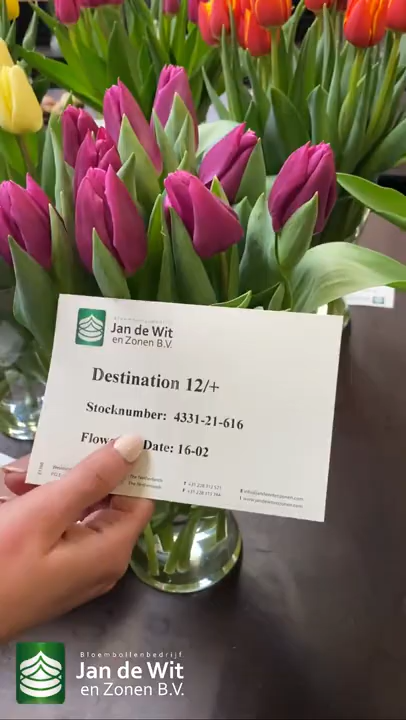 Jan de Wit
en Zonen B.V.
Destination 12/+
Stocknumber: 4331-21-616
Flow Date: 16-02
The Netherlands
The Netherlands
Bloembollenbedrijf
Jan de Wit
en Zonen B.V.